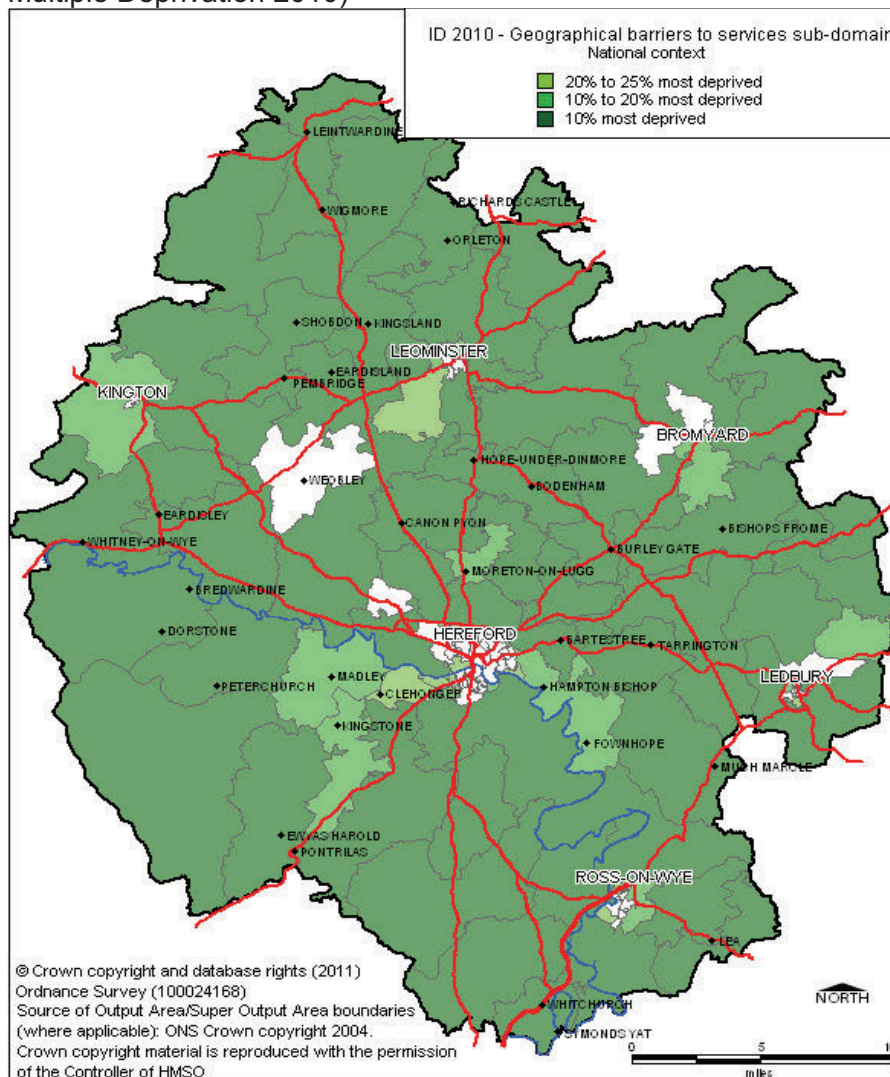 Multiple Deprivation 2010)
ID 2010 - Geographical barriers to services sub-domain
National context
20% to 25% most deprived
10% to 20% most deprived
10% most deprived
LEINTWARDINE
WIGMORE
RICHARDS CASTLE
ORLETON
SHOBDON
KINGSLAND
LEOMINSTER
EARDISLAND
PEMBRIDGE
KINGTON
BROMYARD
WEOBLEY
HOPE-UNDER-DINMORE
BODENHAM
EARDISLEY
CANON PYON
BISHOPS FROME
WHITNEY-ON-WYE
BURLEY GATE
MORETON-ON-LUGG
BREDWARDINE
DORSTONE
HEREFORD
BARTESTREE
TARRINGTON
PETERCHURCH
MADLEY
CLEHONGER
HAMPTON BISHOP
LEDBURY
KINGSTONE
FOWNHOPE
MUCH MARCLE
EWYAS HAROLD
PONTRILAS
ROSS-ON-WYE
LEA
WHITCHURCH
SYMONDS YAT
© Crown copyright and database rights (2011)
Ordnance Survey (100024168)
Source of Output Area/Super Output Area boundaries
(where applicable): ONS Crown copyright 2004.
Crown copyright material is reproduced with the permission
of the Controller of HMSO
NORTH
0 5 10
miles